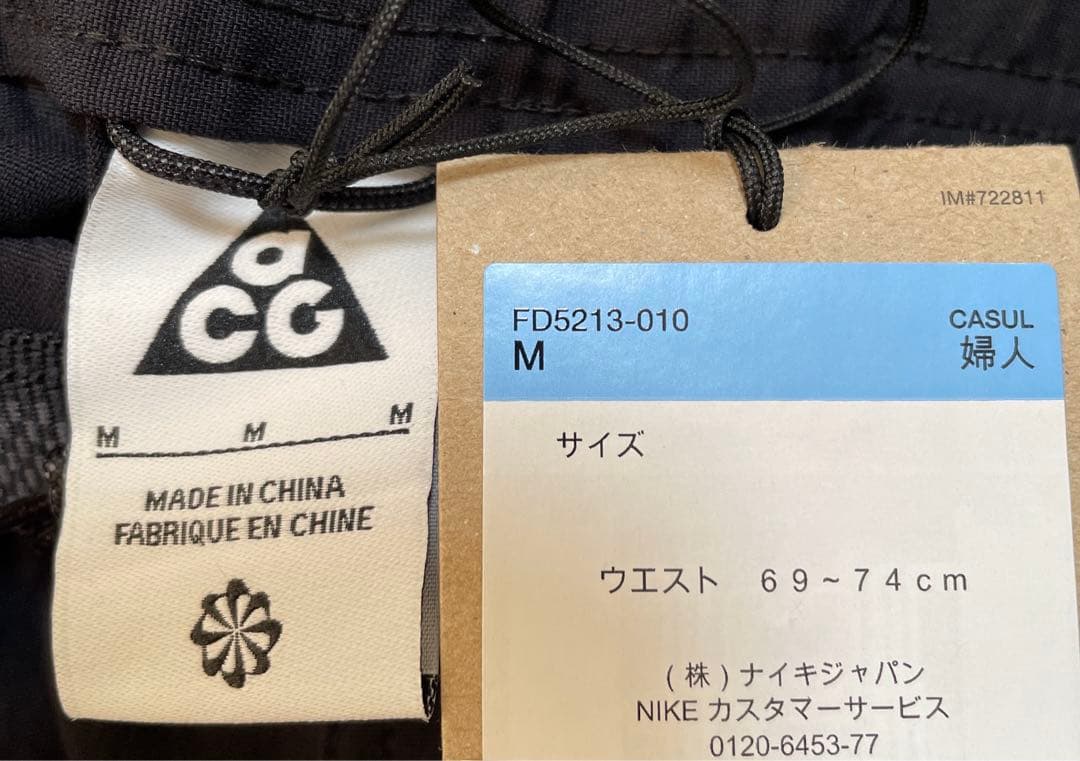 aCG
M M M
MADE IN CHINA
FABRIQUE EN CHINE
IM#722811
FD5213-010
M
CASUL
婦人
サイズ
ウエスト 69~74cm
(株)ナイキジャパン
NIKE カスタマーサービス
0120-6453-77